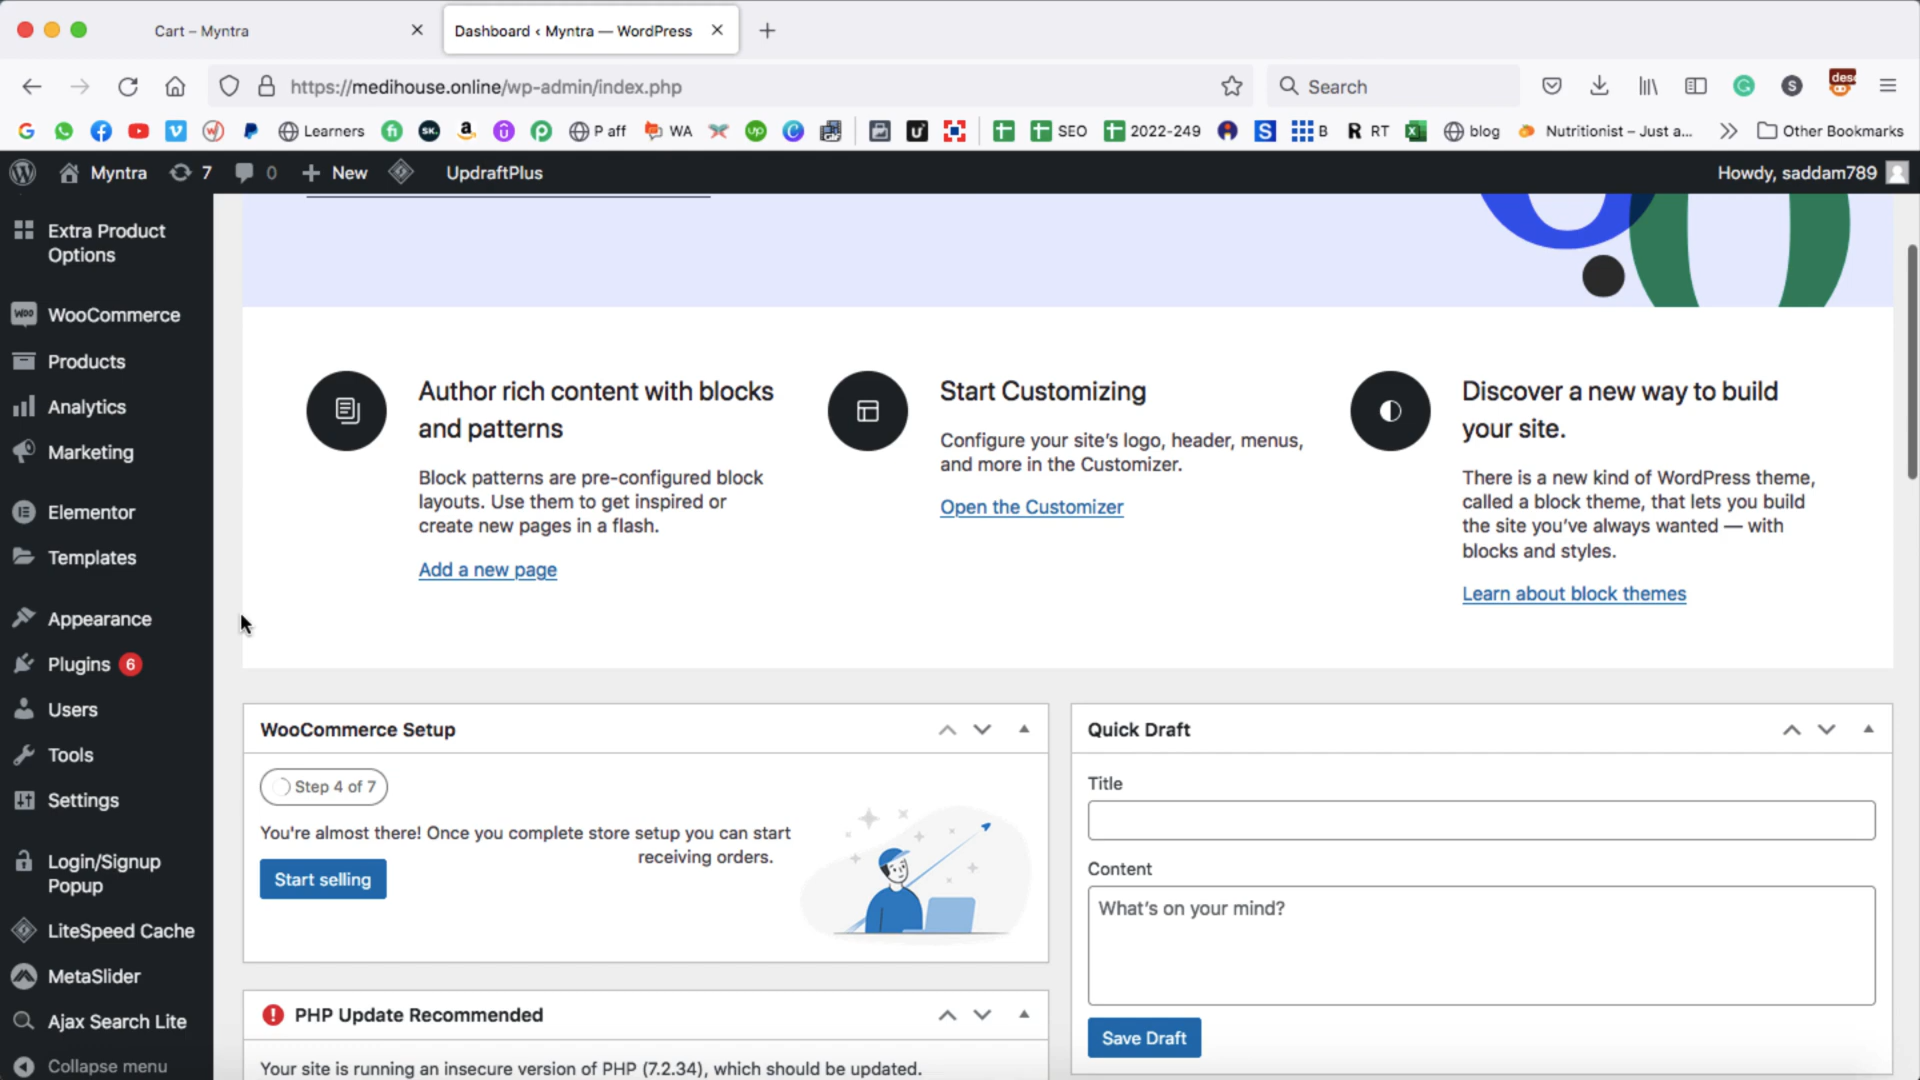 Cart – Myntra
Dashboard ‹ Myntra — WordPress
https://medihouse.online/wp-admin/index.php
Search
desc
S
Learners
SK.
P aff
WA
up
SEO
2022-249
B
R RT
blog
Nutritionist – Just a...
Other Bookmarks
Myntra
7
0
New
UpdraftPlus
Howdy, saddam789
Extra Product
Options
WooCommerce
Products
Analytics
Marketing
Elementor
Templates
Appearance
Plugins 6
Users
Tools
Settings
Login/Signup
Popup
LiteSpeed Cache
MetaSlider
Ajax Search Lite
Collapse menu
Author rich content with blocks
and patterns
Block patterns are pre-configured block
layouts. Use them to get inspired or
create new pages in a flash.
Add a new page
Start Customizing
Configure your site’s logo, header, menus,
and more in the Customizer.
Open the Customizer
Discover a new way to build
your site.
There is a new kind of WordPress theme,
called a block theme, that lets you build
the site you’ve always wanted — with
blocks and styles.
Learn about block themes
WooCommerce Setup
Step 4 of 7
You're almost there! Once you complete store setup you can start
receiving orders.
Start selling
PHP Update Recommended
Your site is running an insecure version of PHP (7.2.34), which should be updated.
Quick Draft
Title
Content
What’s on your mind?
Save Draft